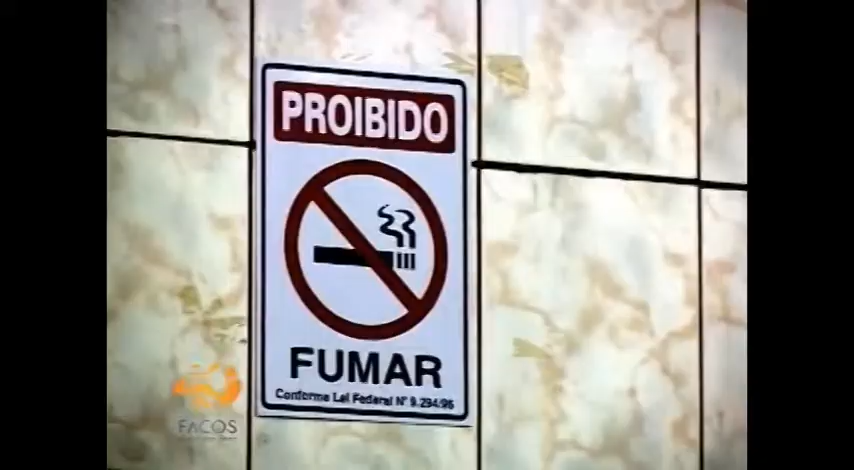 PROIBIDO
FUMAR
Conforme Lei Federal Nº 9.294/96
FACOS